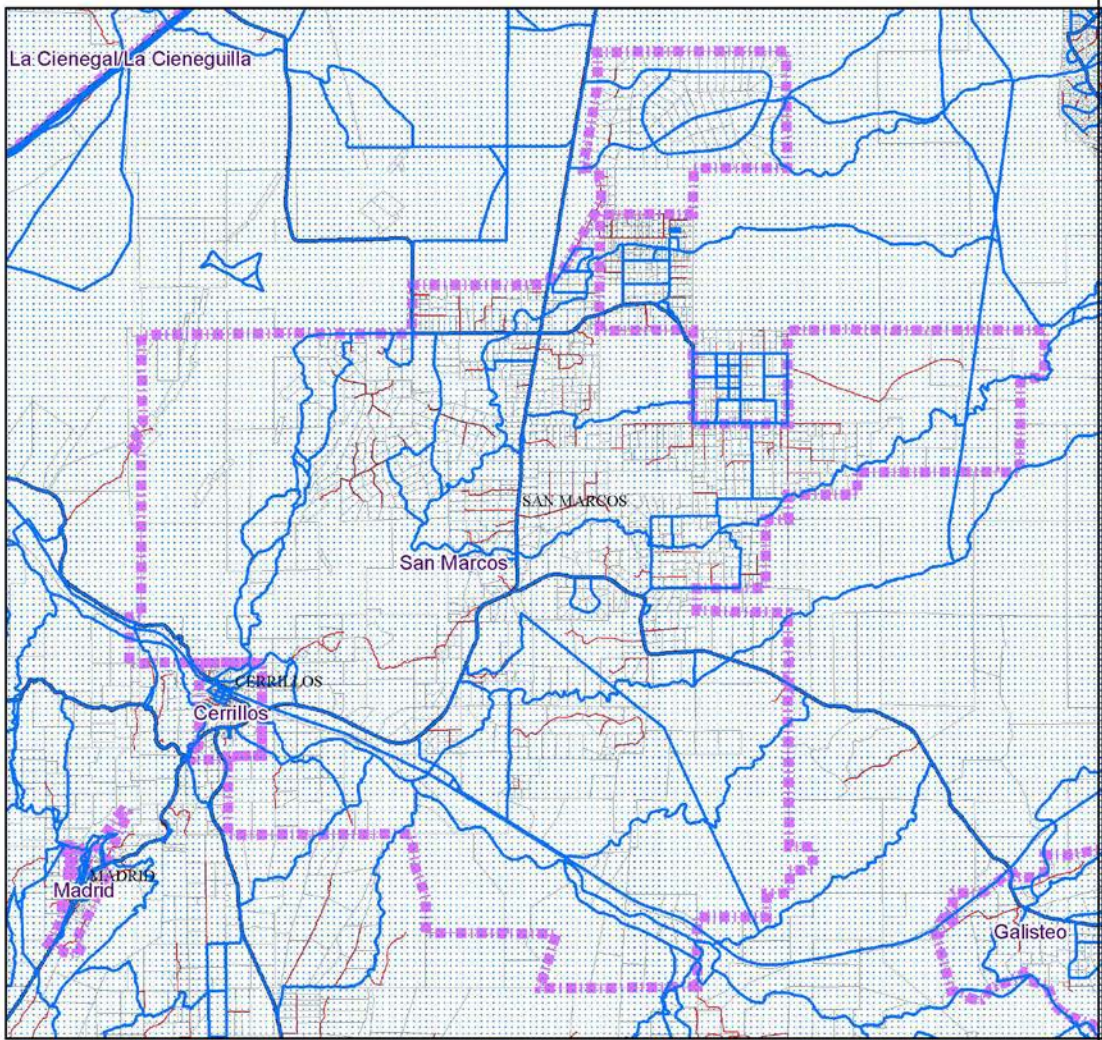 La Cienegal/La Cieneguilla
SAN MARCOS
San Marcos
CERRILLOS
Cerrillos
MADRID
Madrid
Galisteo